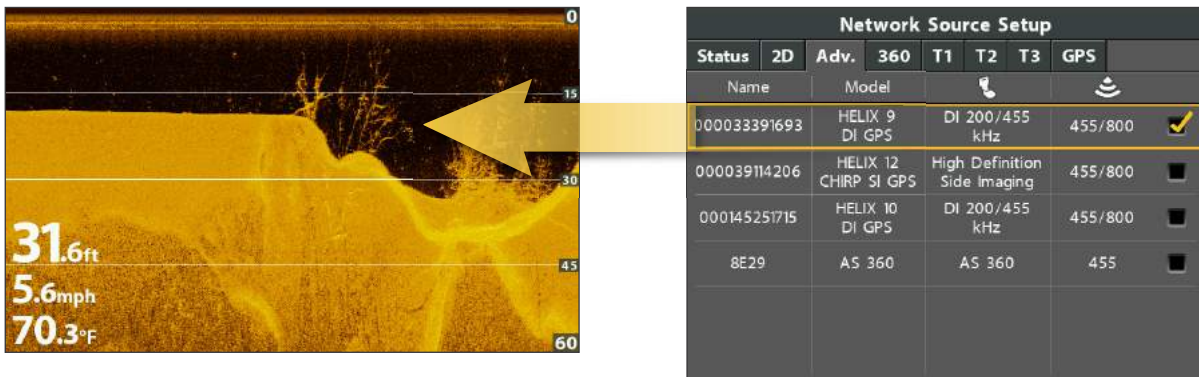 0
15
30
45
60
31.6ft
5.6mph
70.3°F
Network Source Setup
Status 2D Adv. 360 T1 T2 T3 GPS
Name Model
000033391693 HELIX 9 DI GPS DI 200/455 kHz 455/800
000039114206 HELIX 12 CHIRP SI GPS High Definition Side Imaging 455/800
000145251715 HELIX 10 DI GPS DI 200/455 kHz 455/800
8E29 AS 360 AS 360 455